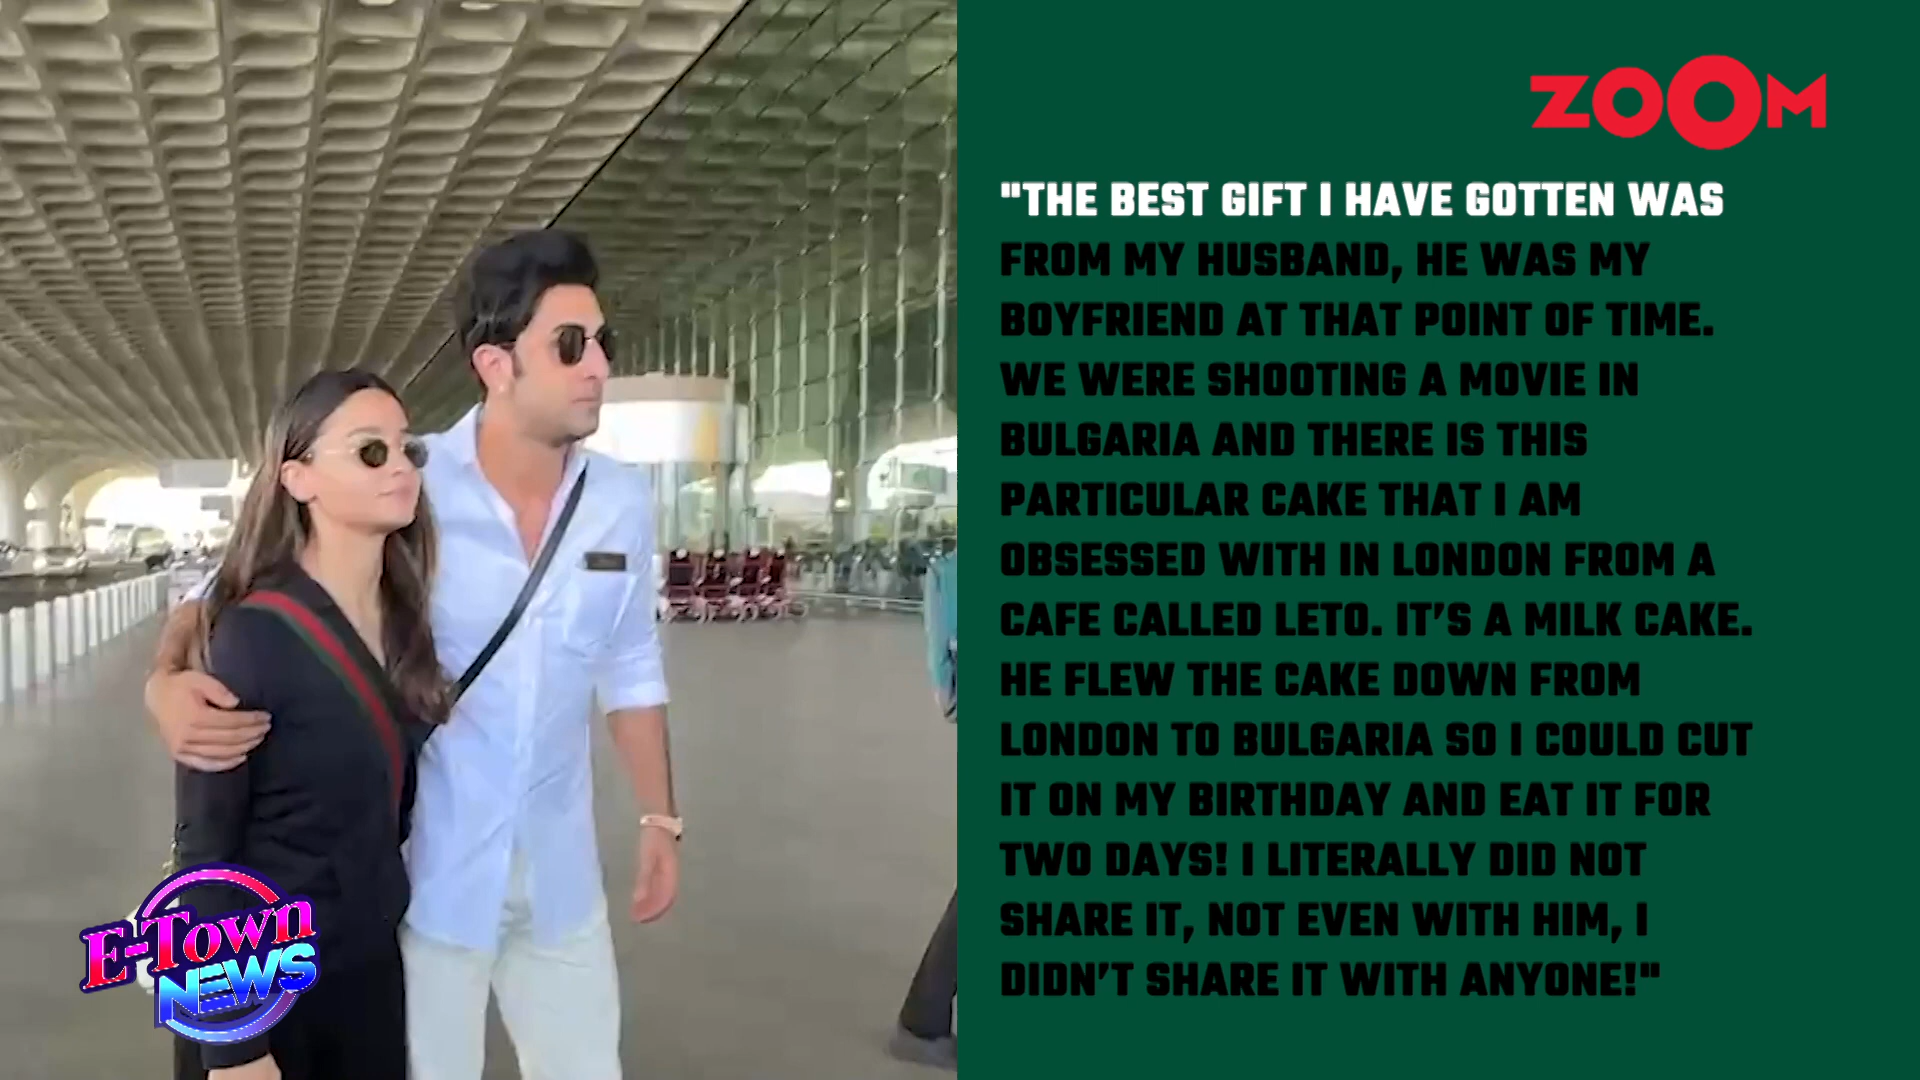 ZOOM
"THE BEST GIFT I HAVE GOTTEN WAS
FROM MY HUSBAND, HE WAS MY
BOYFRIEND AT THAT POINT OF TIME.
WE WERE SHOOTING A MOVIE IN
BULGARIA AND THERE IS THIS
PARTICULAR CAKE THAT I AM
OBSESSED WITH IN LONDON FROM A
CAFE CALLED LETO. IT’S A MILK CAKE.
HE FLEW THE CAKE DOWN FROM
LONDON TO BULGARIA SO I COULD CUT
IT ON MY BIRTHDAY AND EAT IT FOR
TWO DAYS! I LITERALLY DID NOT
SHARE IT, NOT EVEN WITH HIM, I
DIDN’T SHARE IT WITH ANYONE!"
E-Town
NEWS